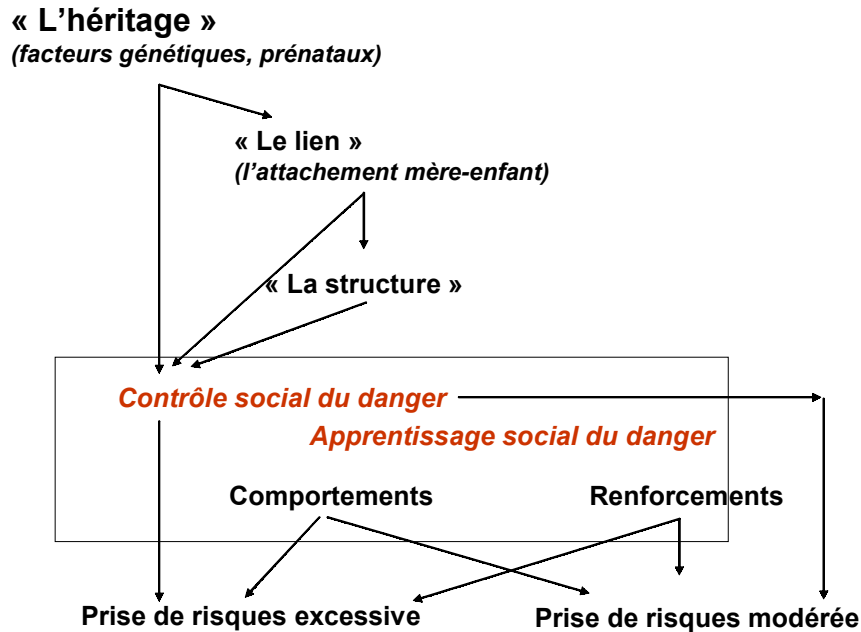 « L’héritage »
(facteurs génétiques, prénataux)
« Le lien »
(l’attachement mère-enfant)
« La structure »
Contrôle social du danger
Apprentissage social du danger
Comportements Renforcements
Prise de risques excessive Prise de risques modérée